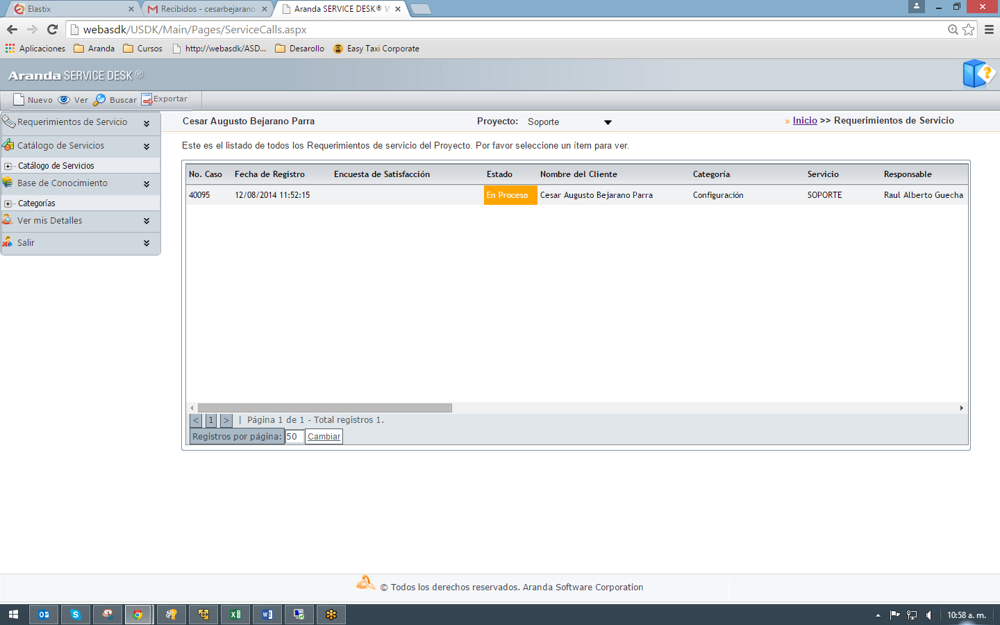 Elastix
Recibidos - cesarbejarano
Aranda SERVICE DESK® W
webasdk/USDK/Main/Pages/ServiceCalls.aspx
Aplicaciones Aranda Cursos http://webasdk/ASD... Desarollo Easy Taxi Corporate
Aranda SERVICE DESK ®
Nuevo Ver Buscar Exportar
Requerimientos de Servicio
Catálogo de Servicios
Catálogo de Servicios
Base de Conocimiento
Categorías
Ver mis Detalles
Salir
Cesar Augusto Bejarano Parra Proyecto: Soporte » Inicio >> Requerimientos de Servicio
Este es el listado de todos los Requerimientos de servicio del Proyecto. Por favor seleccione un ítem para ver.
No. Caso Fecha de Registro Encuesta de Satisfacción Estado Nombre del Cliente Categoría Servicio Responsable
40095 12/08/2014 11:52:15 En Proceso Cesar Augusto Bejarano Parra Configuración SOPORTE Raul Alberto Guecha
< 1 > | Página 1 de 1 - Total registros 1.
Registros por página: 50 Cambiar
© Todos los derechos reservados. Aranda Software Corporation
10:58 a. m.